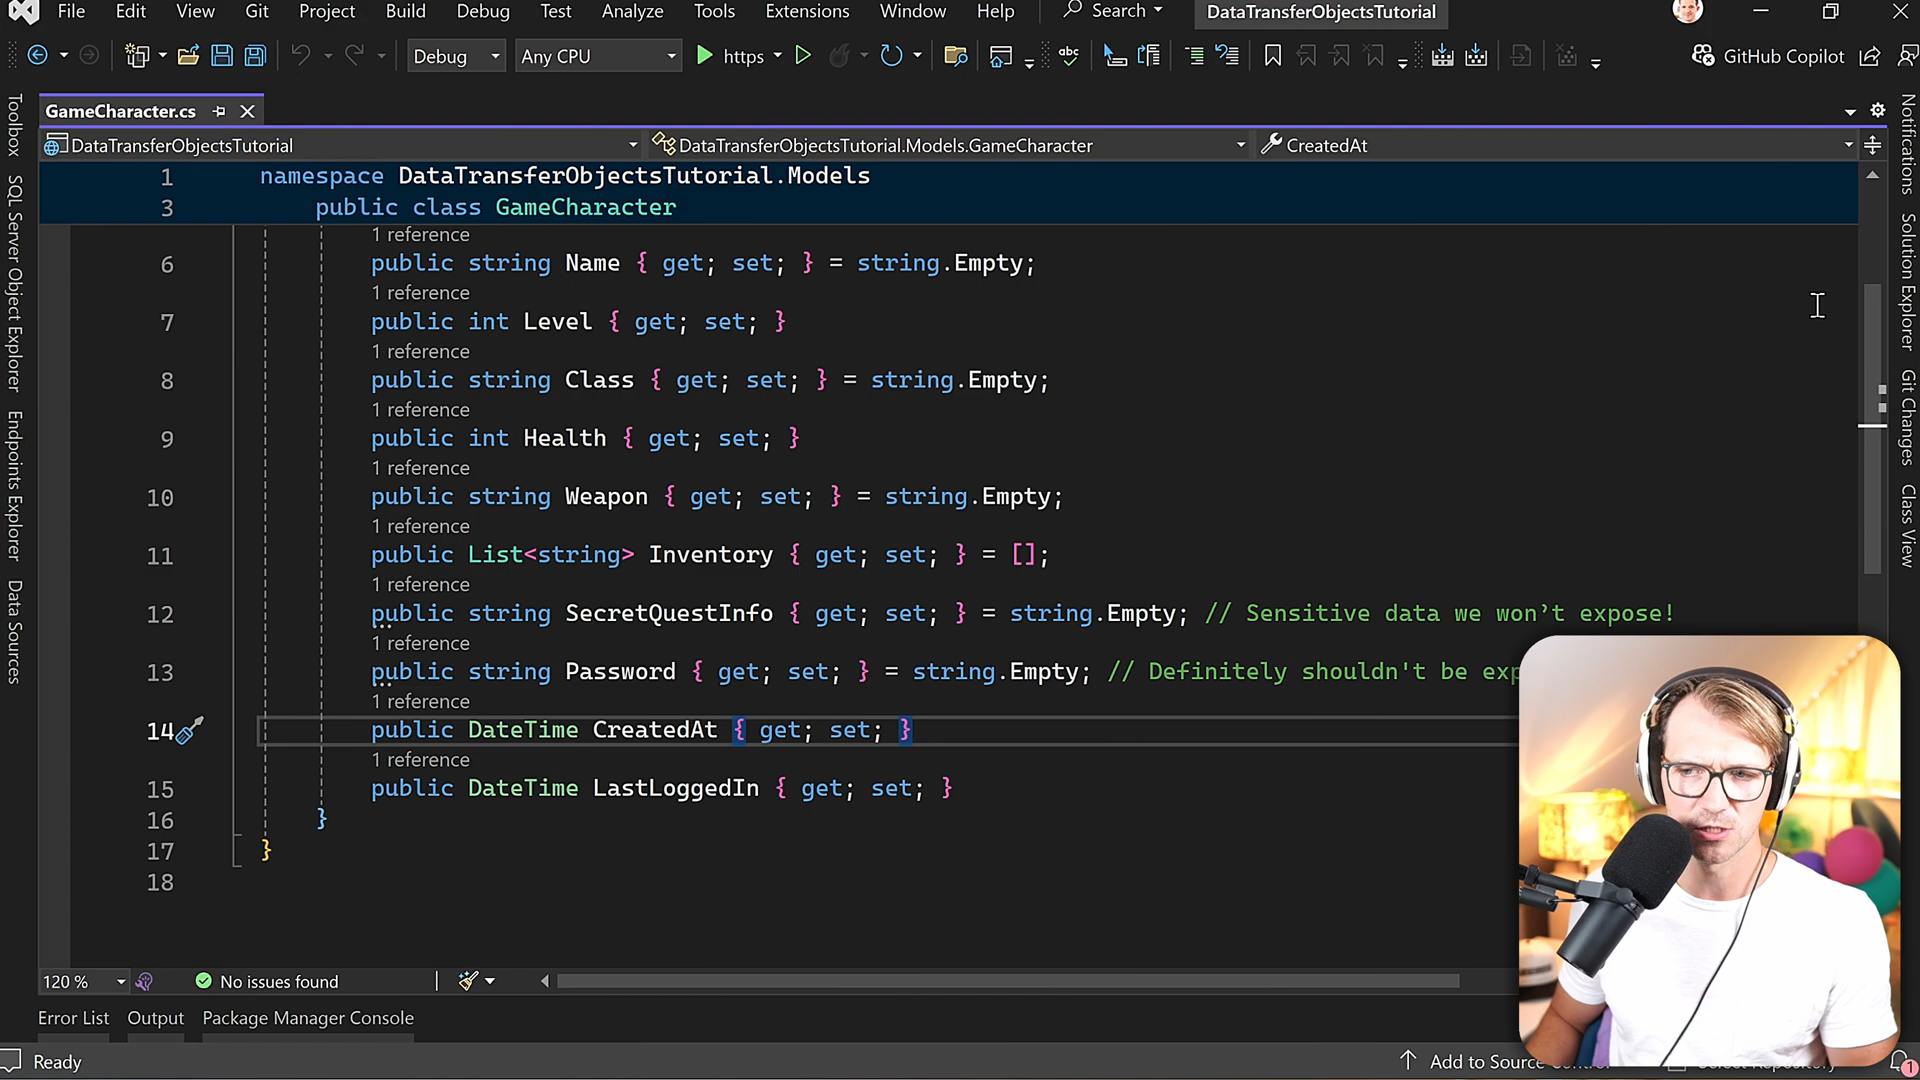 File Edit View Git Project Build Debug Test Analyze Tools Extensions Window Help Search DataTransferObjectsTutorial
Debug Any CPU https abc GitHub Copilot
GameCharacter.cs
DataTransferObjectsTutorial DataTransferObjectsTutorial.Models.GameCharacter CreatedAt
1 namespace DataTransferObjectsTutorial.Models
3 public class GameCharacter
1 reference
6 public string Name { get; set; } = string.Empty;
1 reference
7 public int Level { get; set; }
1 reference
8 public string Class { get; set; } = string.Empty;
1 reference
9 public int Health { get; set; }
1 reference
10 public string Weapon { get; set; } = string.Empty;
1 reference
11 public List<string> Inventory { get; set; } = [];
1 reference
12 public string SecretQuestInfo { get; set; } = string.Empty; // Sensitive data we won’t expose!
1 reference
13 public string Password { get; set; } = string.Empty; // Definitely shouldn't be exp
1 reference
14 public DateTime CreatedAt { get; set; }
1 reference
15 public DateTime LastLoggedIn { get; set; }
16 }
17 }
18
120 % No issues found
Error List Output Package Manager Console
Ready Add to Source
Toolbox
SQL Server Object Explorer
Endpoints Explorer
Data Sources
Notifications
Solution Explorer
Git Changes
Class View
1